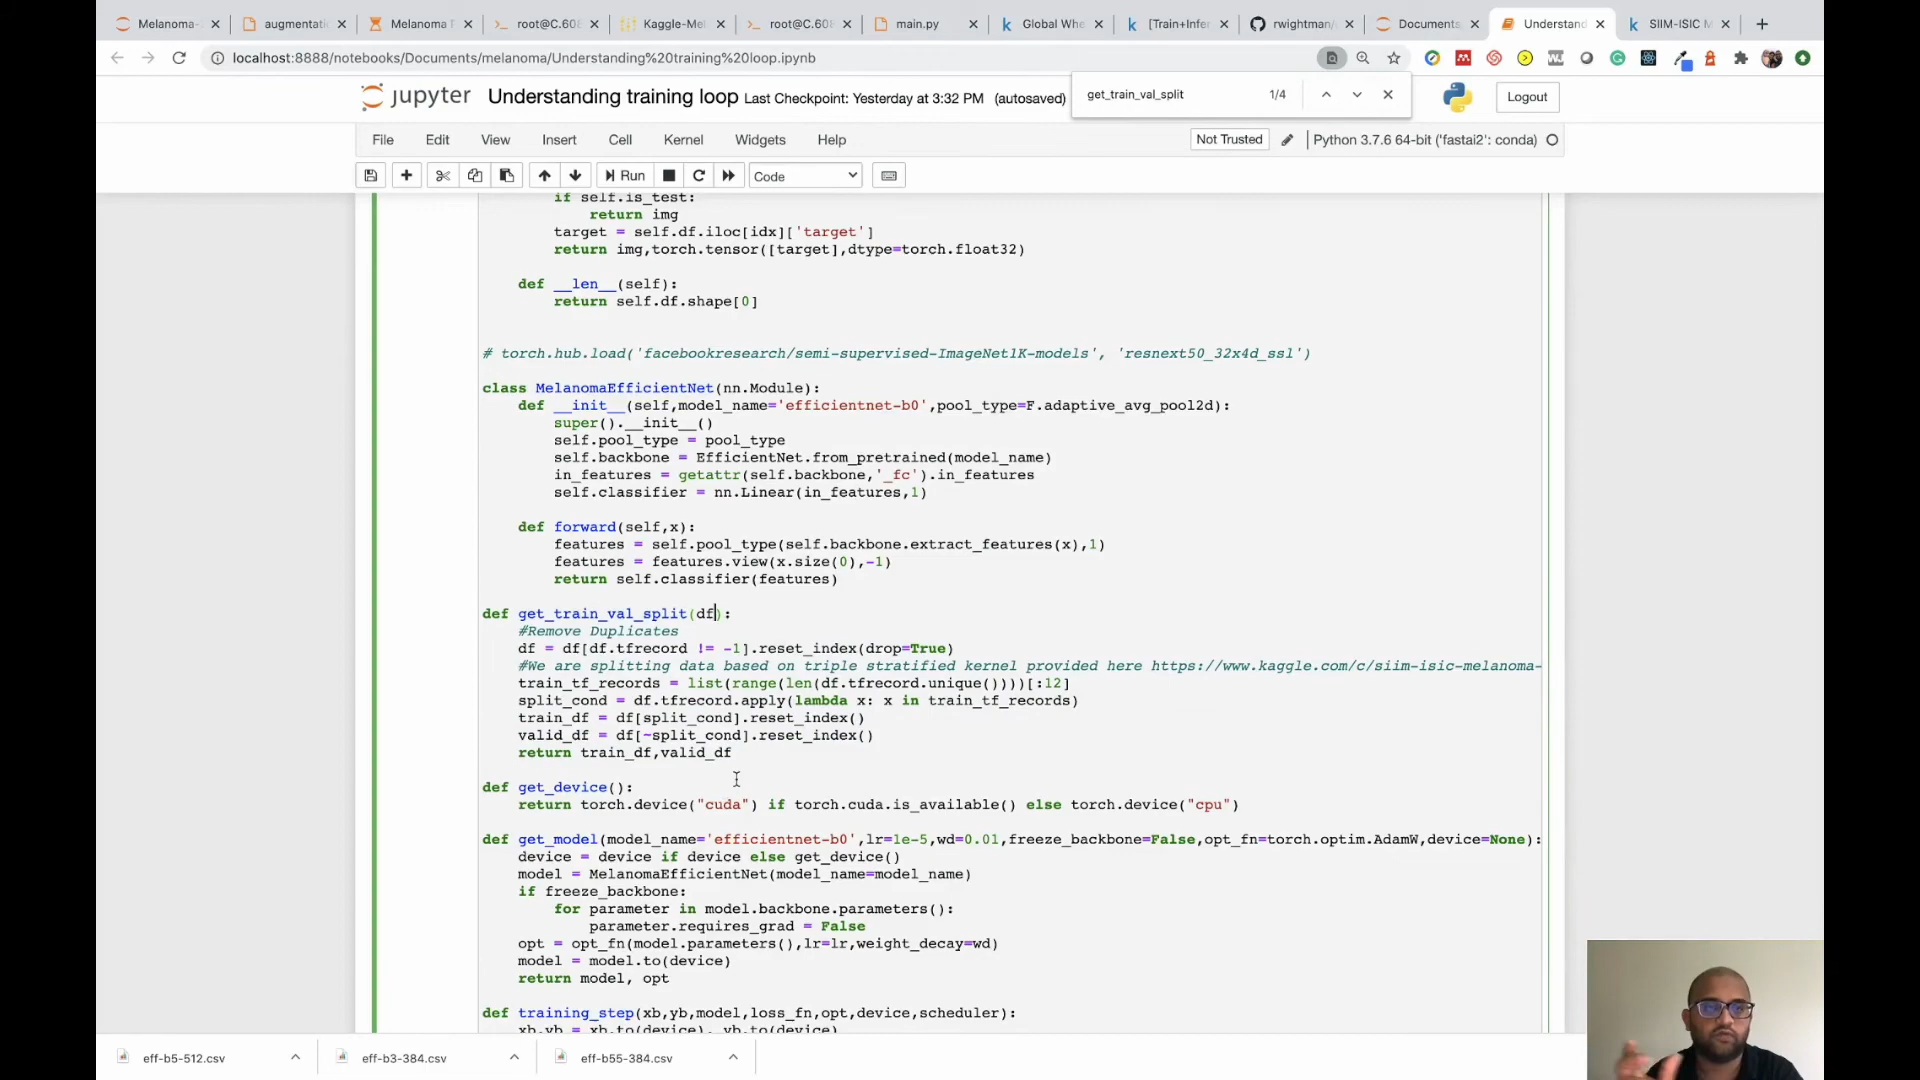 Melanoma-
augmentati
Melanoma
root@C.608
Kaggle-Mel
root@C.608
main.py
Global Whe
[Train+Infer
rwightman/
Documents
Understand
SIIM-ISIC M
localhost:8888/notebooks/Documents/melanoma/Understanding%20training%20loop.ipynb
get_train_val_split 1/4
jupyter Understanding training loop Last Checkpoint: Yesterday at 3:32 PM (autosaved) Logout
File Edit View Insert Cell Kernel Widgets Help Not Trusted Python 3.7.6 64-bit ('fastai2': conda)
Run Code
if self.is_test:
return img
target = self.df.iloc[idx]['target']
return img,torch.tensor([target],dtype=torch.float32)
def __len__(self):
return self.df.shape[0]
# torch.hub.load('facebookresearch/semi-supervised-ImageNet1K-models', 'resnext50_32x4d_ssl')
class MelanomaEfficientNet(nn.Module):
def __init__(self,model_name='efficientnet-b0',pool_type=F.adaptive_avg_pool2d):
super().__init__()
self.pool_type = pool_type
self.backbone = EfficientNet.from_pretrained(model_name)
in_features = getattr(self.backbone,'_fc').in_features
self.classifier = nn.Linear(in_features,1)
def forward(self,x):
features = self.pool_type(self.backbone.extract_features(x),1)
features = features.view(x.size(0),-1)
return self.classifier(features)
def get_train_val_split(df):
#Remove Duplicates
df = df[df.tfrecord != -1].reset_index(drop=True)
#We are splitting data based on triple stratified kernel provided here https://www.kaggle.com/c/siim-isic-melanoma-
train_tf_records = list(range(len(df.tfrecord.unique())))[:12]
split_cond = df.tfrecord.apply(lambda x: x in train_tf_records)
train_df = df[split_cond].reset_index()
valid_df = df[~split_cond].reset_index()
return train_df,valid_df
def get_device():
return torch.device("cuda") if torch.cuda.is_available() else torch.device("cpu")
def get_model(model_name='efficientnet-b0',lr=1e-5,wd=0.01,freeze_backbone=False,opt_fn=torch.optim.AdamW,device=None):
device = device if device else get_device()
model = MelanomaEfficientNet(model_name=model_name)
if freeze_backbone:
for parameter in model.backbone.parameters():
parameter.requires_grad = False
opt = opt_fn(model.parameters(),lr=lr,weight_decay=wd)
model = model.to(device)
return model, opt
def training_step(xb,yb,model,loss_fn,opt,device,scheduler):
xb,yb = xb.to(device), yb.to(device)
eff-b5-512.csv
eff-b3-384.csv
eff-b55-384.csv